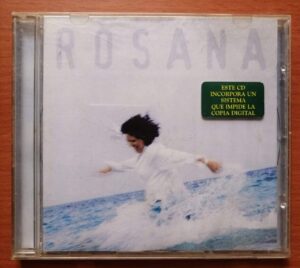 ROSANA
ESTE CD
INCORPORA UN
SISTEMA
QUE IMPIDE LA
COPIA DIGITAL